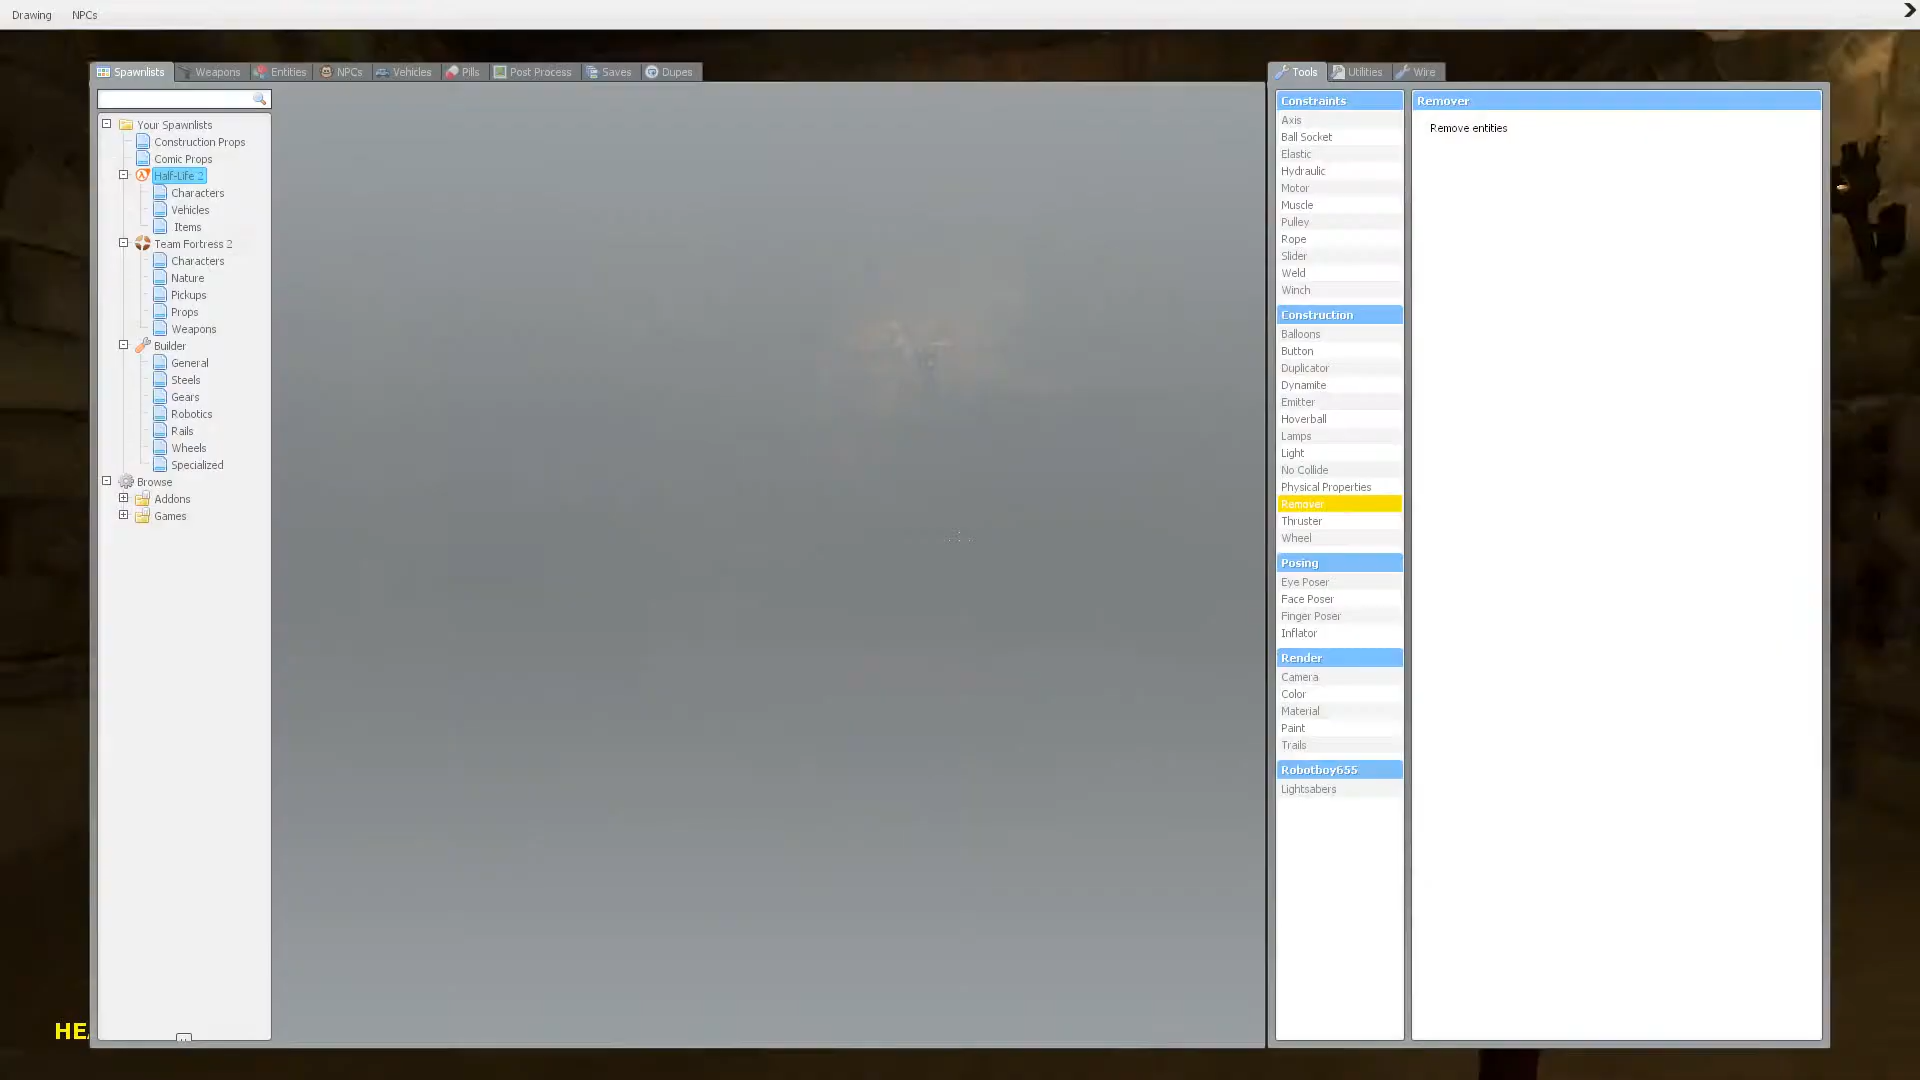 Drawing NPCs
Spawnlists Weapons Entities NPCs Vehicles Pills Post Process Saves Dupes
Your Spawnlists
Construction Props
Comic Props
Half-Life 2
Characters
Vehicles
Items
Team Fortress 2
Characters
Nature
Pickups
Props
Weapons
Builder
General
Steels
Gears
Robotics
Rails
Wheels
Specialized
Browse
Addons
Games
HEA
Tools Utilities Wire
Constraints
Axis
Ball Socket
Elastic
Hydraulic
Motor
Muscle
Pulley
Rope
Slider
Weld
Winch
Construction
Balloons
Button
Duplicator
Dynamite
Emitter
Hoverball
Lamps
Light
No Collide
Physical Properties
Remover
Thruster
Wheel
Posing
Eye Poser
Face Poser
Finger Poser
Inflator
Render
Camera
Color
Material
Paint
Trails
Robotboy655
Lightsabers
Remover
Remove entities